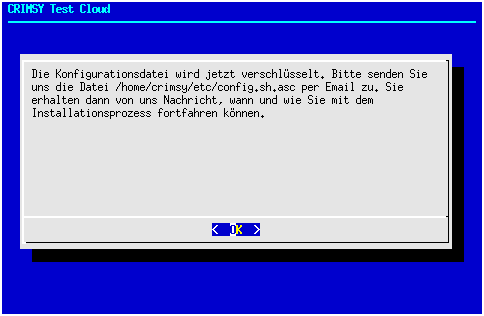 CRIMSY Test Cloud
Die Konfigurationsdatei wird jetzt verschlüsselt. Bitte senden Sie
uns die Datei /home/crimsy/etc/config.sh.asc per Email zu. Sie
erhalten dann von uns Nachricht, wann und wie Sie mit dem
Installationsprozess fortfahren können.
< OK >